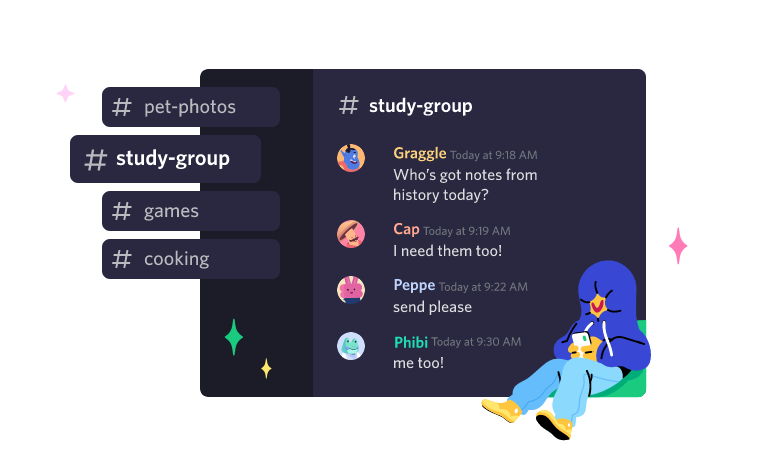 # pet-photos
# study-group
# games
# cooking
# study-group
Graggle Today at 9:18 AM
Who's got notes from
history today?
Cap Today at 9:19 AM
I need them too!
Peppe Today at 9:22 AM
send please
Phibi Today at 9:30 AM
me too!